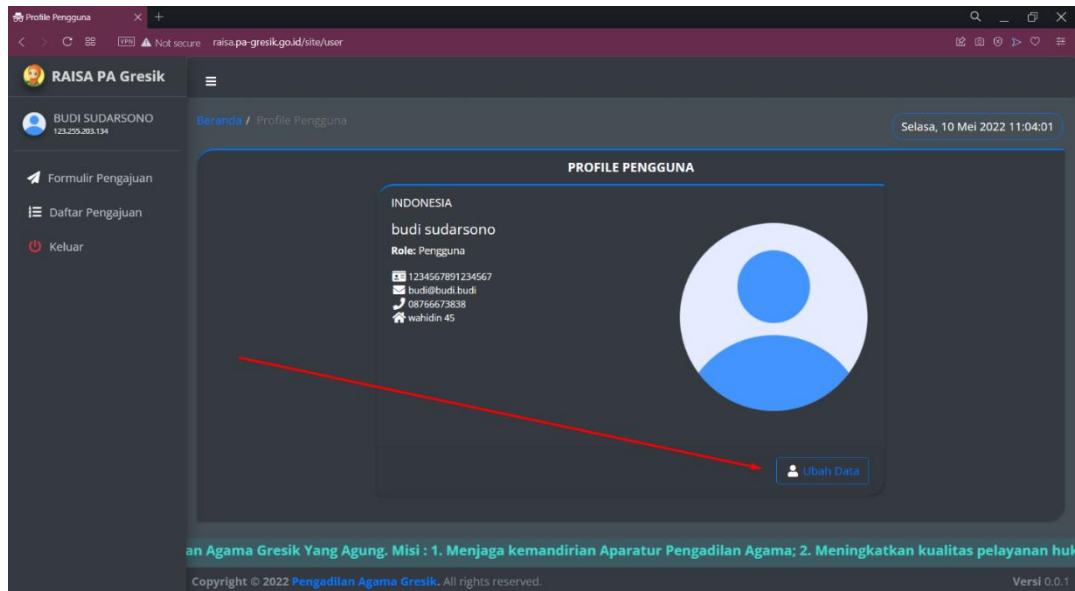 Profile Pengguna
VPN Not secure raisa.pa-gresik.go.id/site/user
RAISA PA Gresik
BUDI SUDARSONO
123.255.203.134
Formulir Pengajuan
Daftar Pengajuan
Keluar
Beranda / Profile Pengguna
Selasa, 10 Mei 2022 11:04:01
PROFILE PENGGUNA
INDONESIA
budi sudarsono
Role: Pengguna
1234567891234567
budi@budi.budi
08766673838
wahidin 45
Ubah Data
an Agama Gresik Yang Agung. Misi : 1. Menjaga kemandirian Aparatur Pengadilan Agama; 2. Meningkatkan kualitas pelayanan huk
Copyright © 2022 Pengadilan Agama Gresik. All rights reserved.
Versi 0.0.1